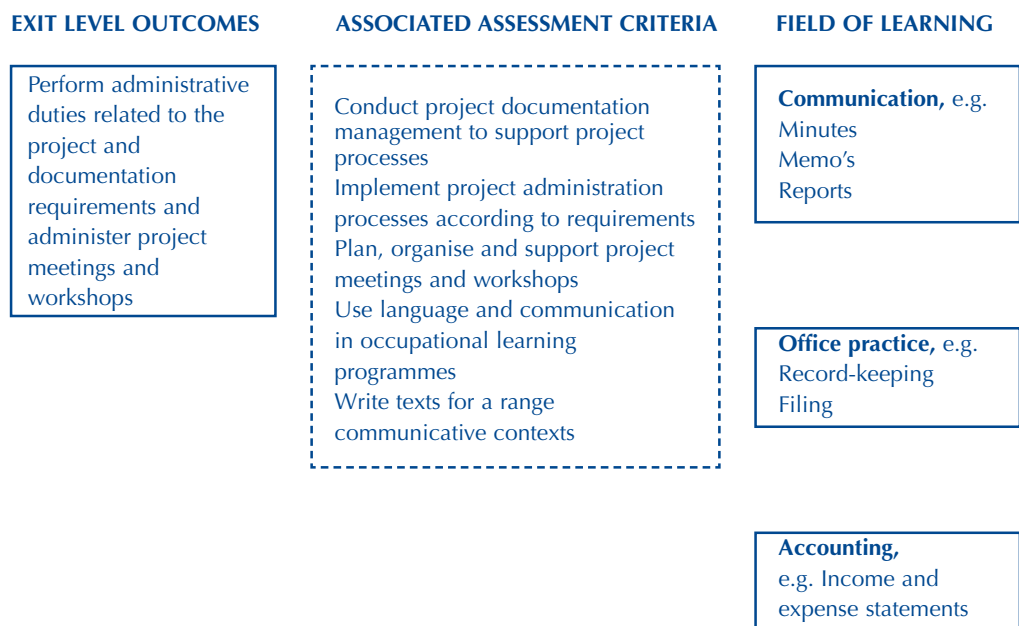 EXIT LEVEL OUTCOMES
Perform administrative
duties related to the
project and
documentation
requirements and
administer project
meetings and
workshops
ASSOCIATED ASSESSMENT CRITERIA
Conduct project documentation
management to support project
processes
Implement project administration
processes according to requirements
Plan, organise and support project
meetings and workshops
Use language and communication
in occupational learning
programmes
Write texts for a range
communicative contexts
FIELD OF LEARNING
Communication, e.g.
Minutes
Memo's
Reports
Office practice, e.g.
Record-keeping
Filing
Accounting,
e.g. Income and
expense statements